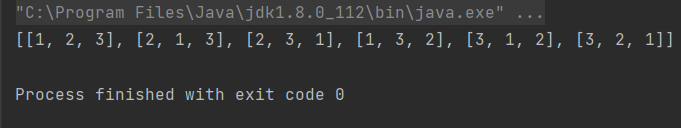 "C:\Program Files\Java\jdk1.8.0_112\bin\java.exe" ...
[[1, 2, 3], [2, 1, 3], [2, 3, 1], [1, 3, 2], [3, 1, 2], [3, 2, 1]]
Process finished with exit code 0